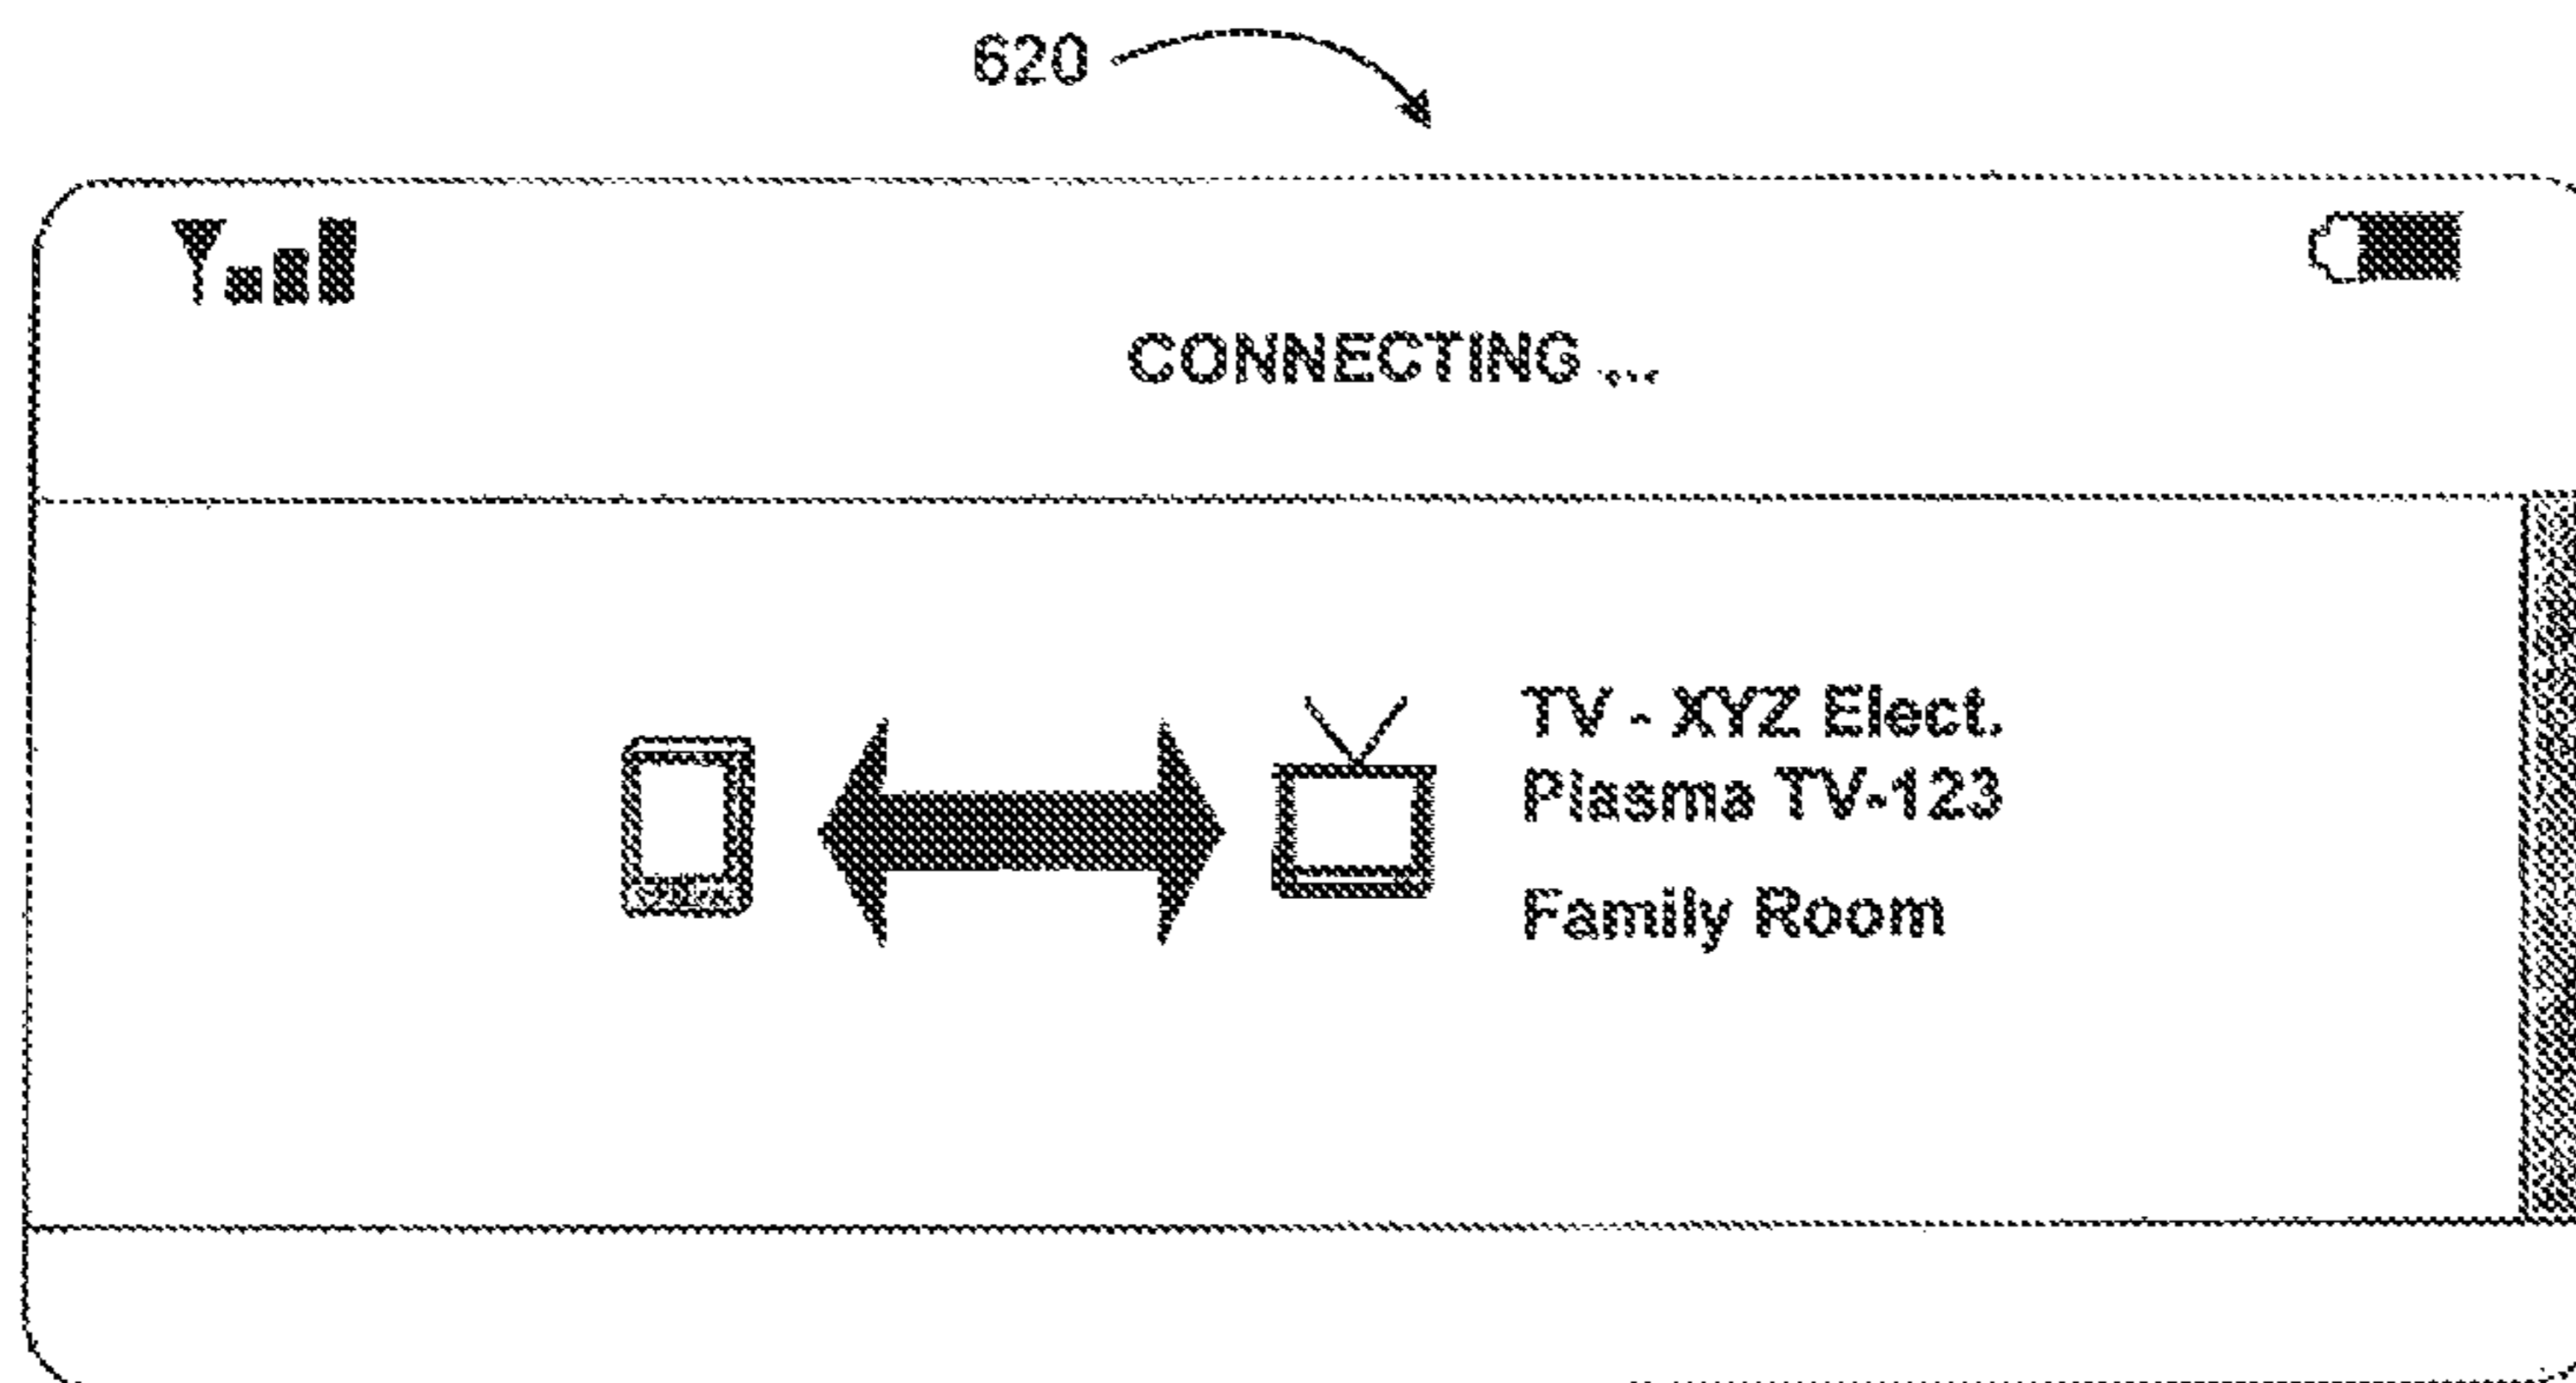 620
CONNECTING ...
TV - XYZ Elect.
Plasma TV-123
Family Room